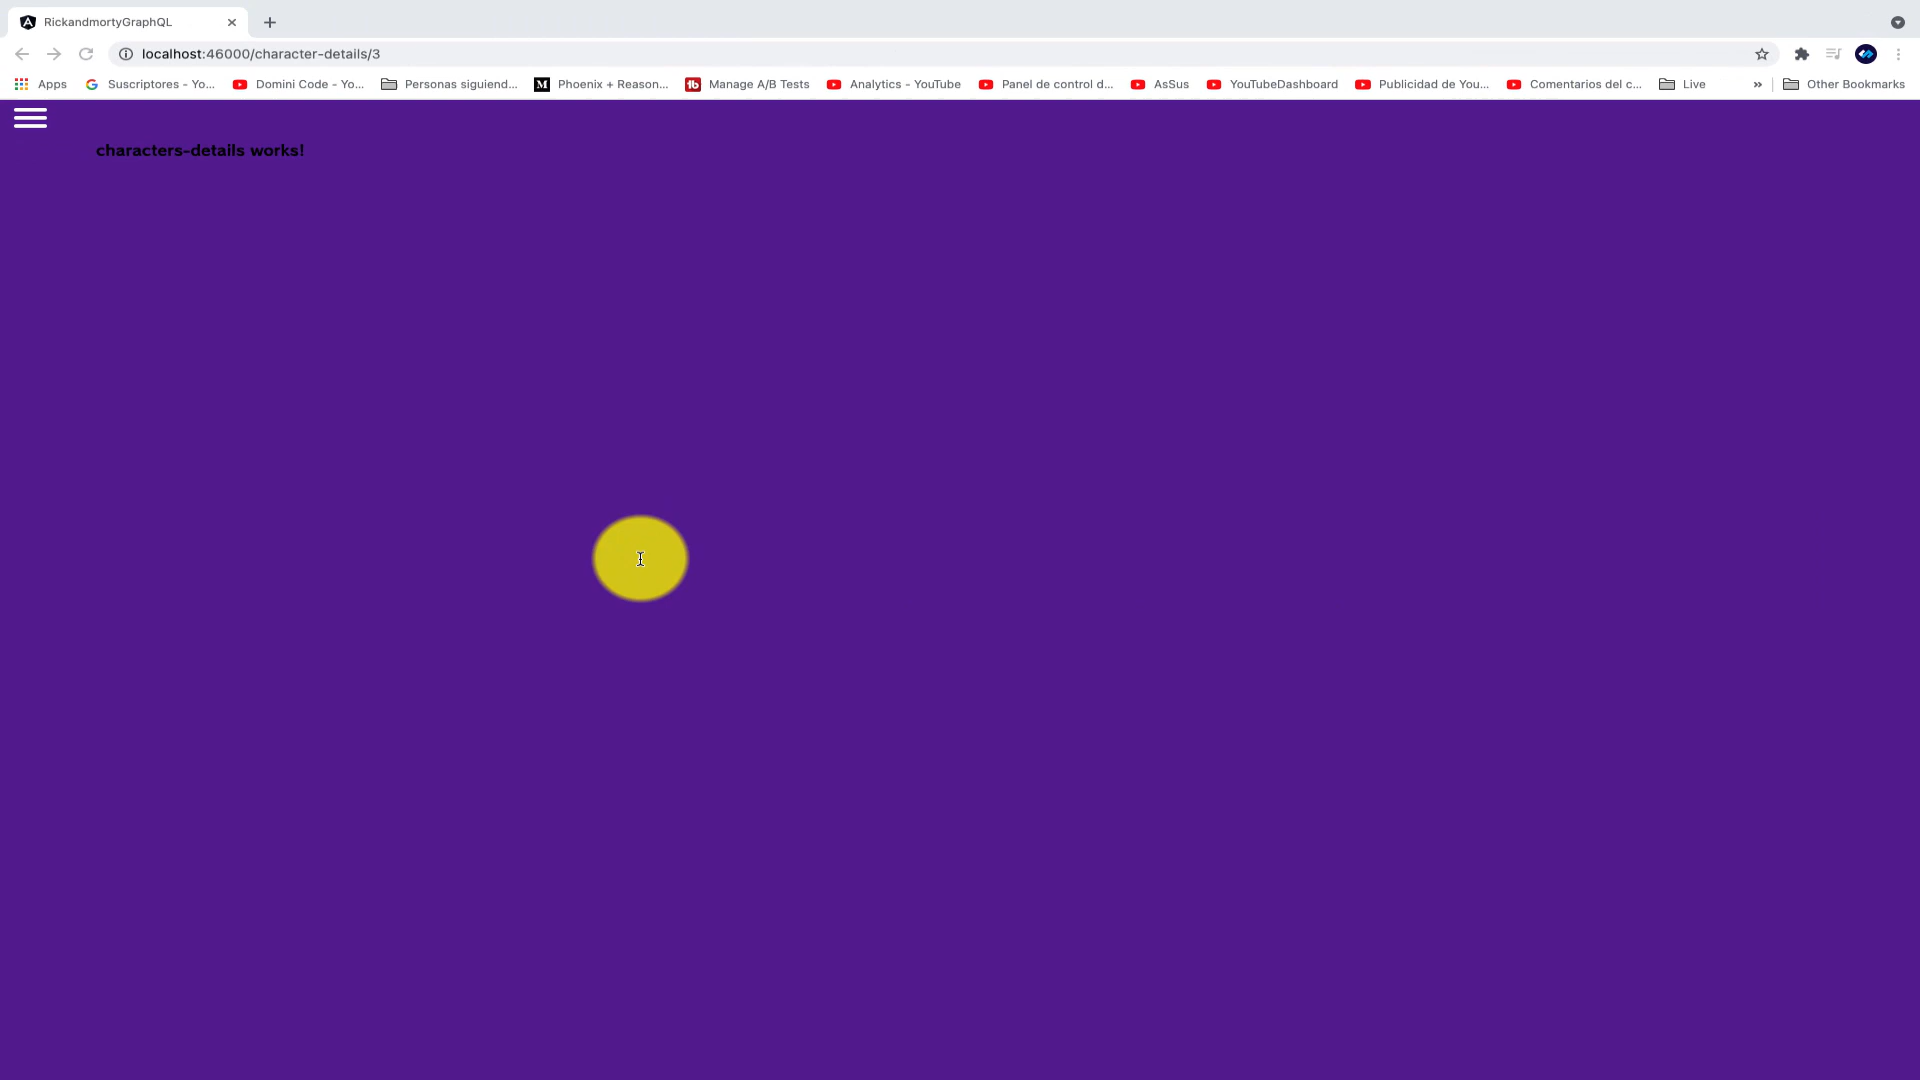 RickandmortyGraphQL
localhost:46000/character-details/3
Apps Suscriptores - Yo... Domini Code - Yo... Personas siguiend... Phoenix + Reason... Manage A/B Tests Analytics - YouTube Panel de control d... AsSus YouTubeDashboard Publicidad de You... Comentarios del c... Live » Other Bookmarks
characters-details works!